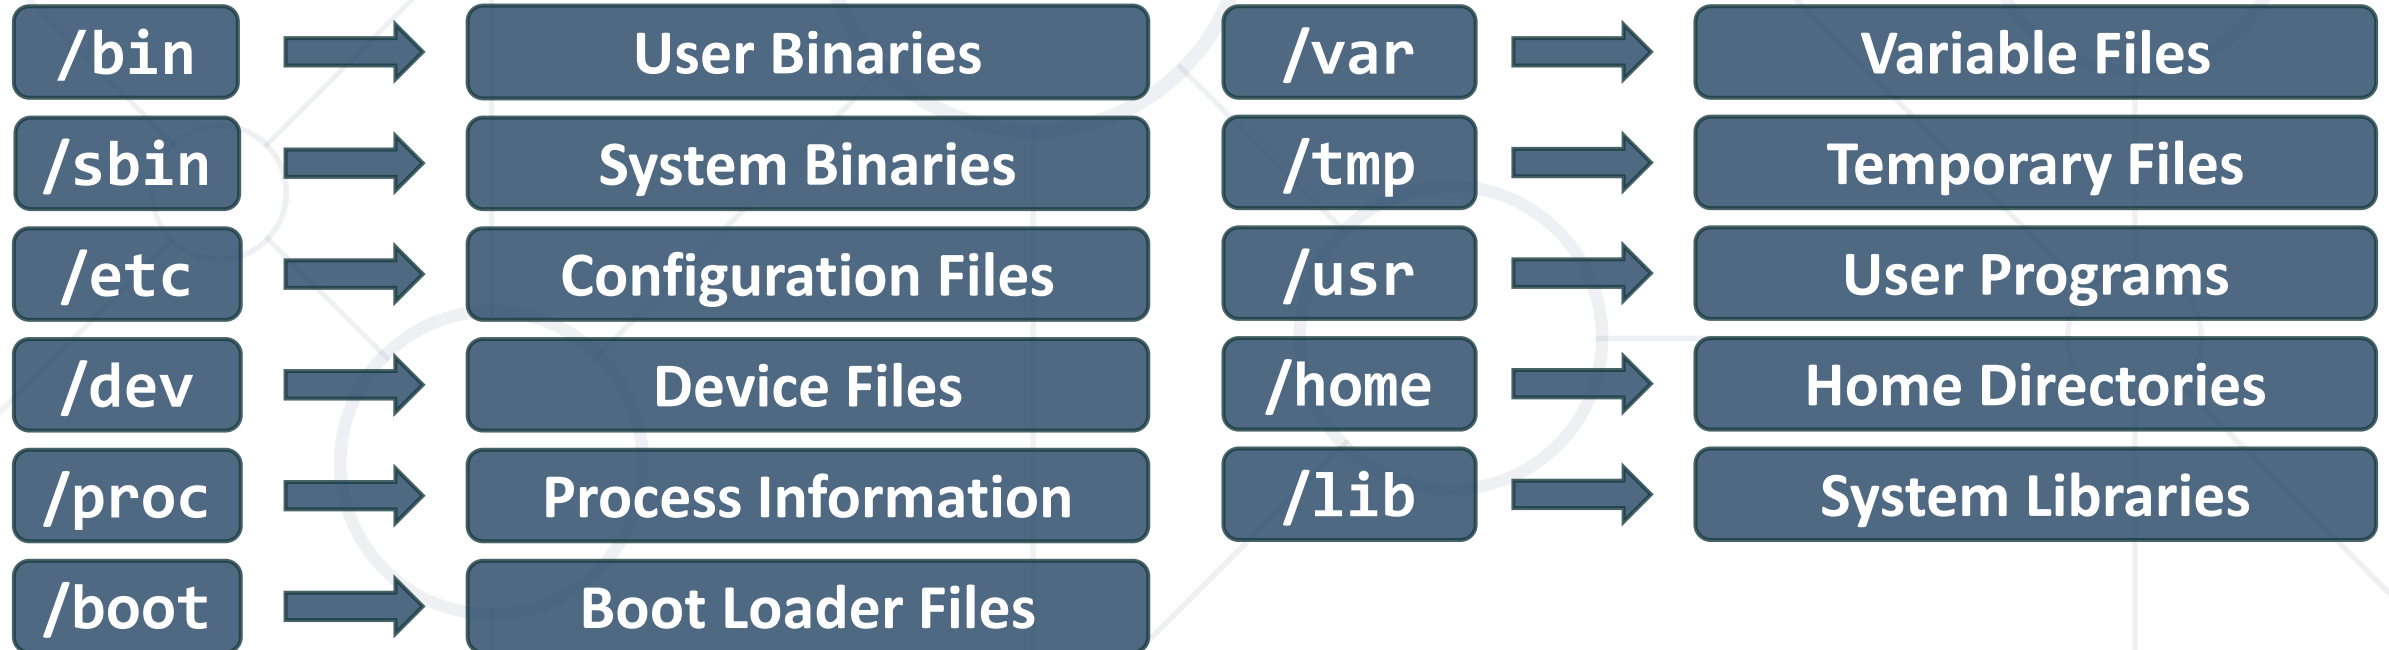 /bin
User Binaries
/sbin
System Binaries
/etc
Configuration Files
/dev
Device Files
/proc
Process Information
/boot
Boot Loader Files
/var
Variable Files
/tmp
Temporary Files
/usr
User Programs
/home
Home Directories
/lib
System Libraries